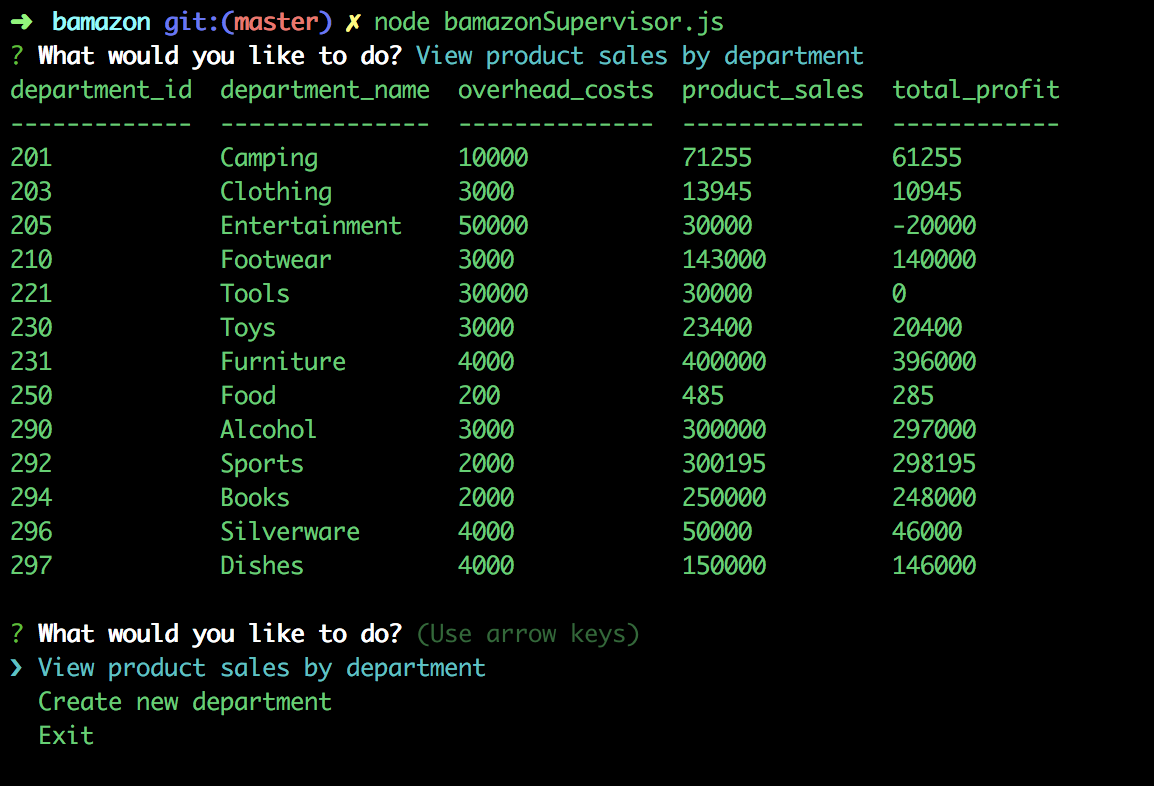 ➜  bamazon git:(master) ✗ node bamazonSupervisor.js
? What would you like to do? View product sales by department
department_id  department_name  overhead_costs  product_sales  total_profit
-------------  ---------------  --------------  -------------  ------------
201            Camping          10000           71255          61255
203            Clothing         3000            13945          10945
205            Entertainment    50000           30000          -20000
210            Footwear         3000            143000         140000
221            Tools            30000           30000          0
230            Toys             3000            23400          20400
231            Furniture        4000            400000         396000
250            Food             200             485            285
290            Alcohol          3000            300000         297000
292            Sports           2000            300195         298195
294            Books            2000            250000         248000
296            Silverware       4000            50000          46000
297            Dishes           4000            150000         146000

? What would you like to do? (Use arrow keys)
❯ View product sales by department
  Create new department
  Exit